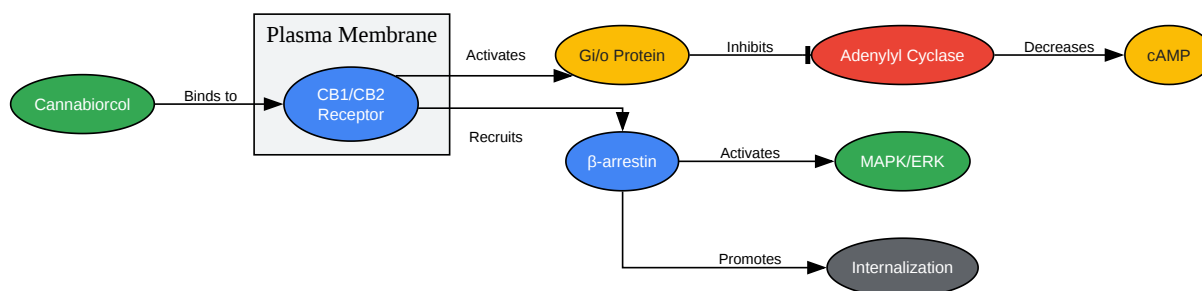 Plasma Membrane
Cannabiorcol
Binds to
CB1/CB2
Receptor
Activates
Gi/o Protein
Inhibits
Adenylyl Cyclase
Decreases
cAMP
Recruits
β-arrestin
Activates
MAPK/ERK
Promotes
Internalization